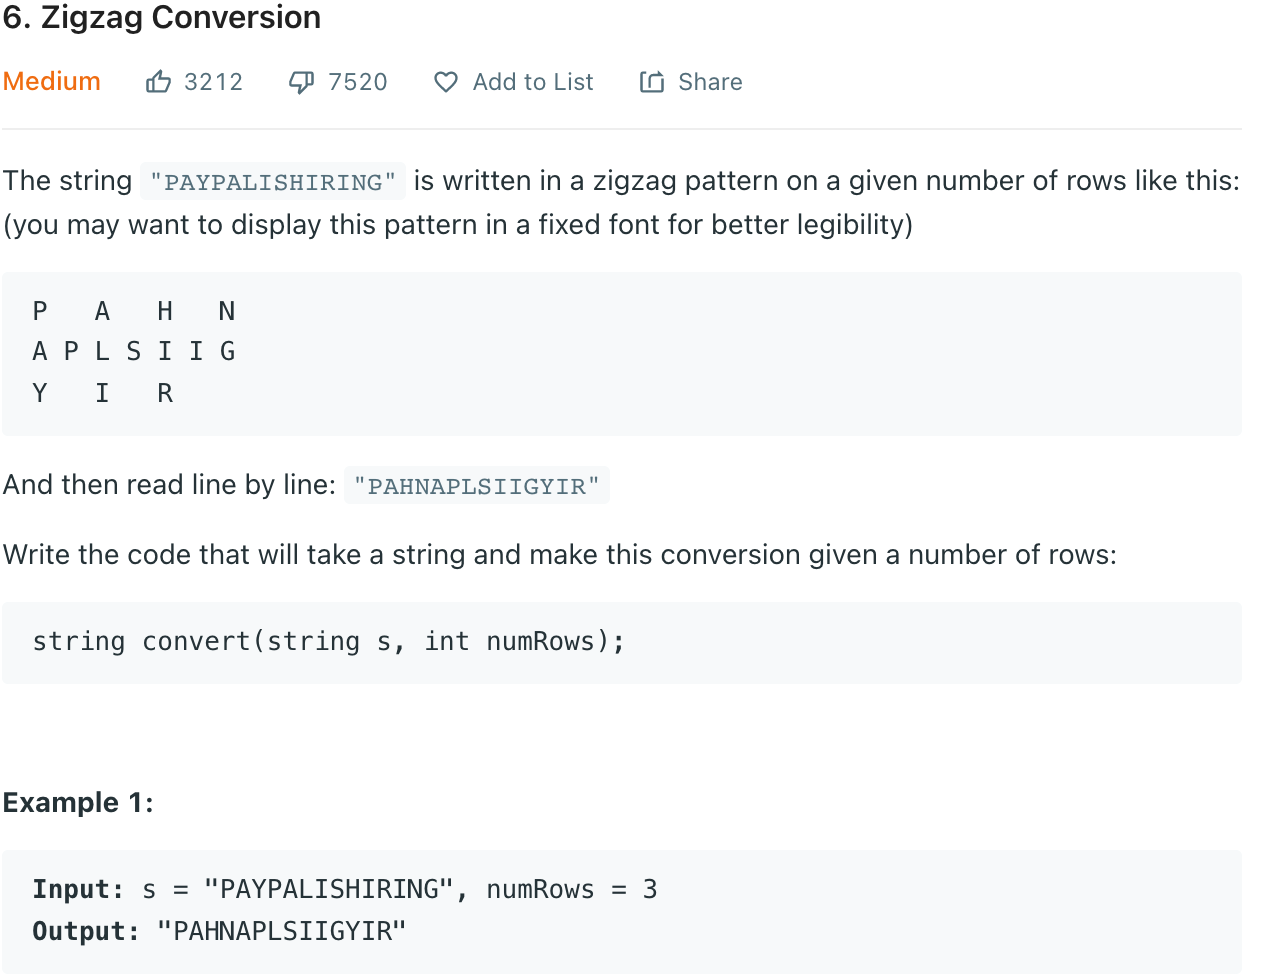 6. Zigzag Conversion
Medium 3212 7520 Add to List Share
The string "PAYPALISHIRING" is written in a zigzag pattern on a given number of rows like this:
(you may want to display this pattern in a fixed font for better legibility)
P   A   H   N
A P L S I I G
Y   I   R
And then read line by line: "PAHNAPLSIIGYIR"
Write the code that will take a string and make this conversion given a number of rows:
string convert(string s, int numRows);
Example 1:
Input: s = "PAYPALISHIRING", numRows = 3
Output: "PAHNAPLSIIGYIR"